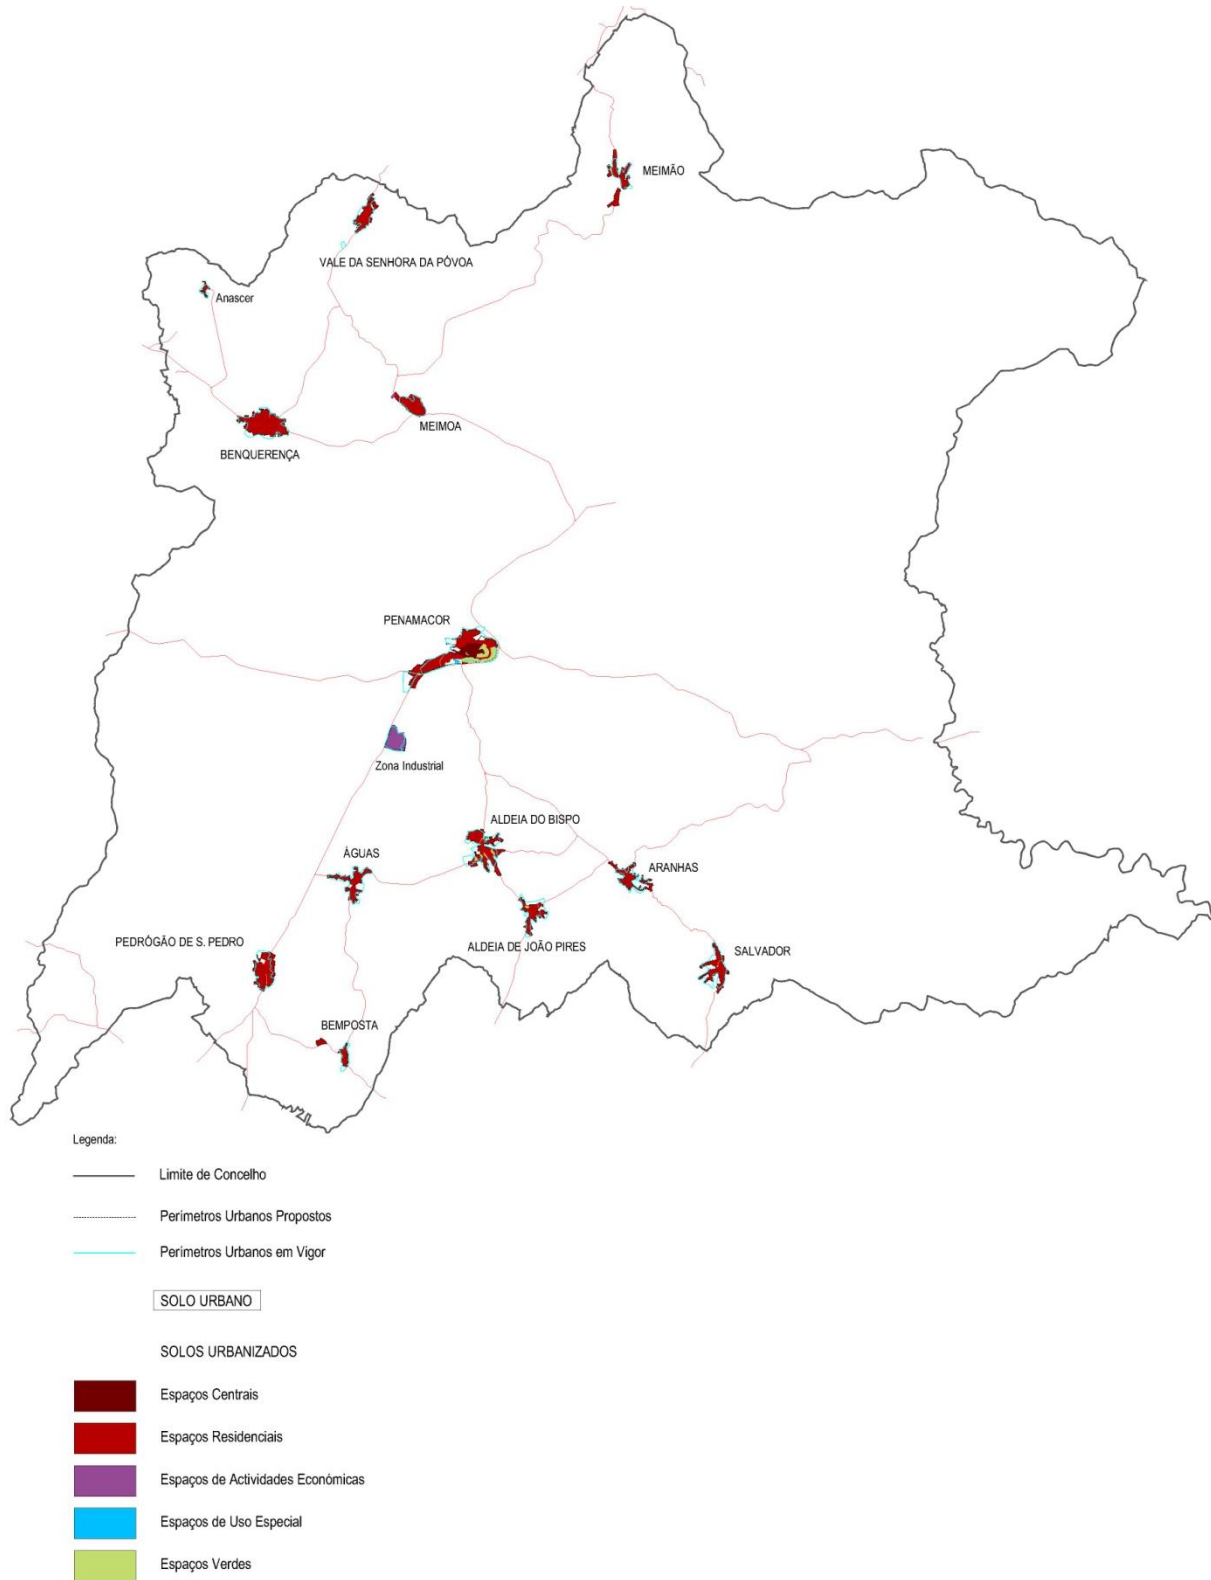 MEIMÃO
VALE DA SENHORA DA PÓVOA
Anascer
MEIMOA
BENQUERENÇA
PENAMACOR
Zona Industrial
ALDEIA DO BISPO
ÁGUAS
ARANHAS
PEDRÓGÃO DE S. PEDRO
ALDEIA DE JOÃO PIRES
SALVADOR
BEMPOSTA
Legenda:
Limite de Concelho
Perímetros Urbanos Propostos
Perímetros Urbanos em Vigor
SOLO URBANO
SOLOS URBANIZADOS
Espaços Centrais
Espaços Residenciais
Espaços de Actividades Económicas
Espaços de Uso Especial
Espaços Verdes